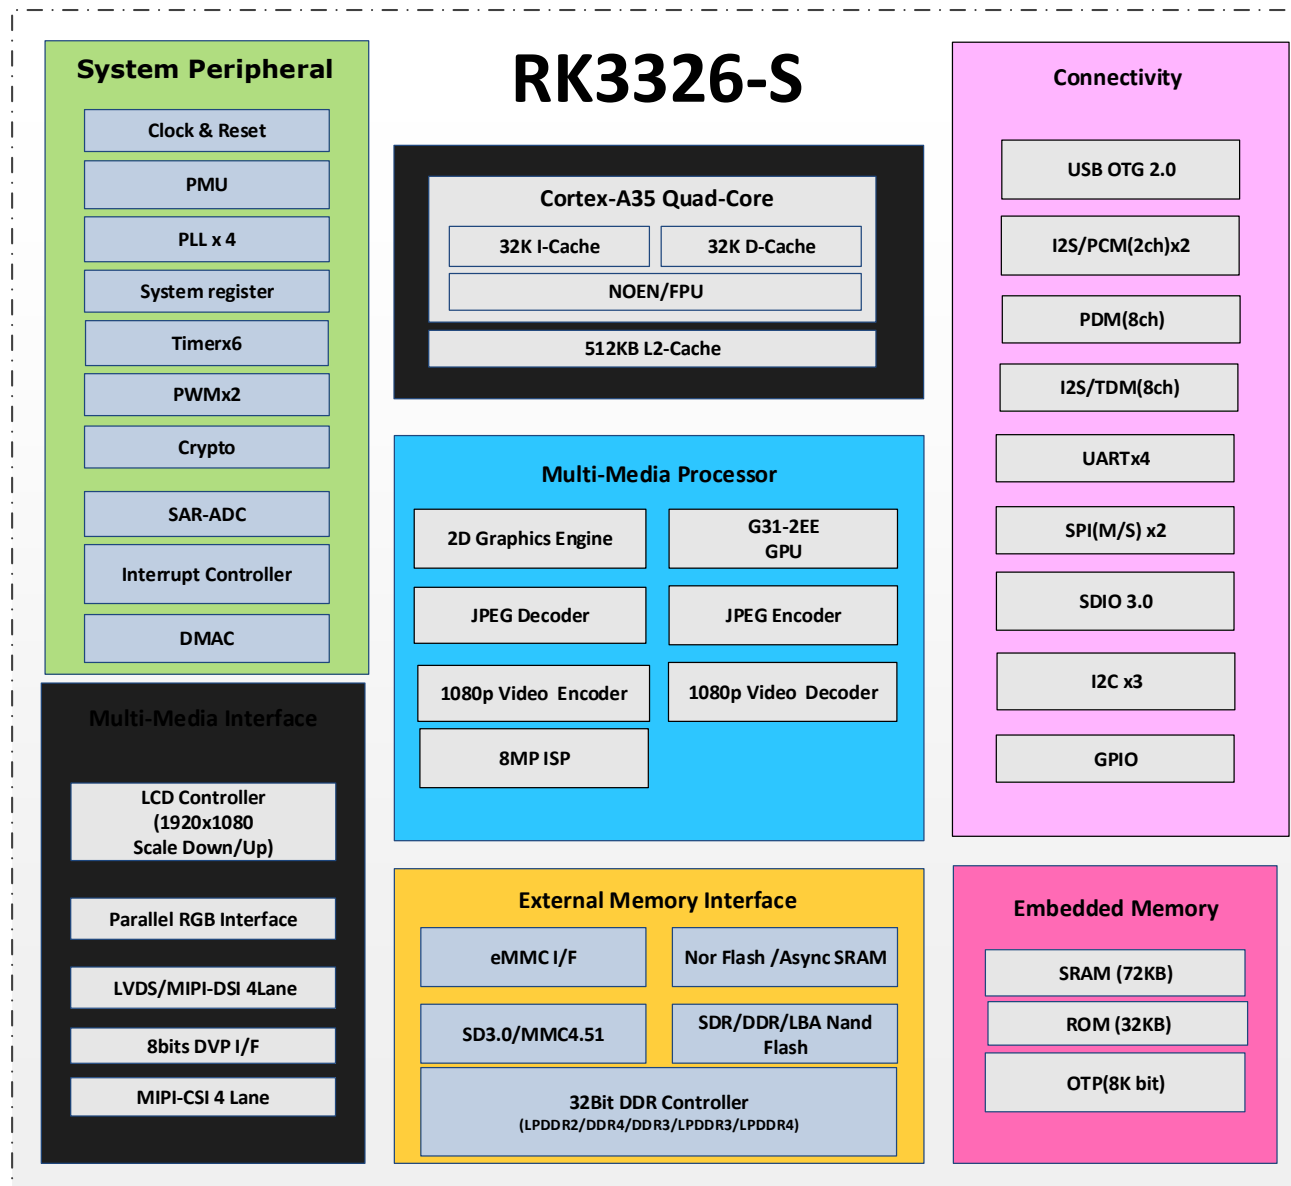 RK3326-S
System Peripheral
Clock & Reset
PMU
PLL x 4
System register
Timerx6
PWMx2
Crypto
SAR-ADC
Interrupt Controller
DMAC
Multi-Media Interface
LCD Controller
(1920x1080
Scale Down/Up)
Parallel RGB Interface
LVDS/MIPI-DSI 4Lane
8bits DVP I/F
MIPI-CSI 4 Lane
Cortex-A35 Quad-Core
32K I-Cache
32K D-Cache
NOEN/FPU
512KB L2-Cache
Multi-Media Processor
2D Graphics Engine
G31-2EE
GPU
JPEG Decoder
JPEG Encoder
1080p Video Encoder
1080p Video Decoder
8MP ISP
External Memory Interface
eMMC I/F
Nor Flash /Async SRAM
SD3.0/MMC4.51
SDR/DDR/LBA Nand
Flash
32Bit DDR Controller
(LPDDR2/DDR4/DDR3/LPDDR3/LPDDR4)
Connectivity
USB OTG 2.0
I2S/PCM(2ch)x2
PDM(8ch)
I2S/TDM(8ch)
UARTx4
SPI(M/S) x2
SDIO 3.0
I2C x3
GPIO
Embedded Memory
SRAM (72KB)
ROM (32KB)
OTP(8K bit)